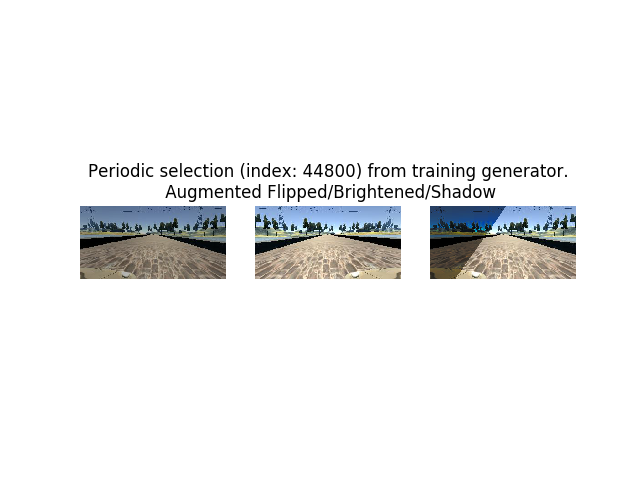 Periodic selection (index: 44800) from training generator.
Augmented Flipped/Brightened/Shadow